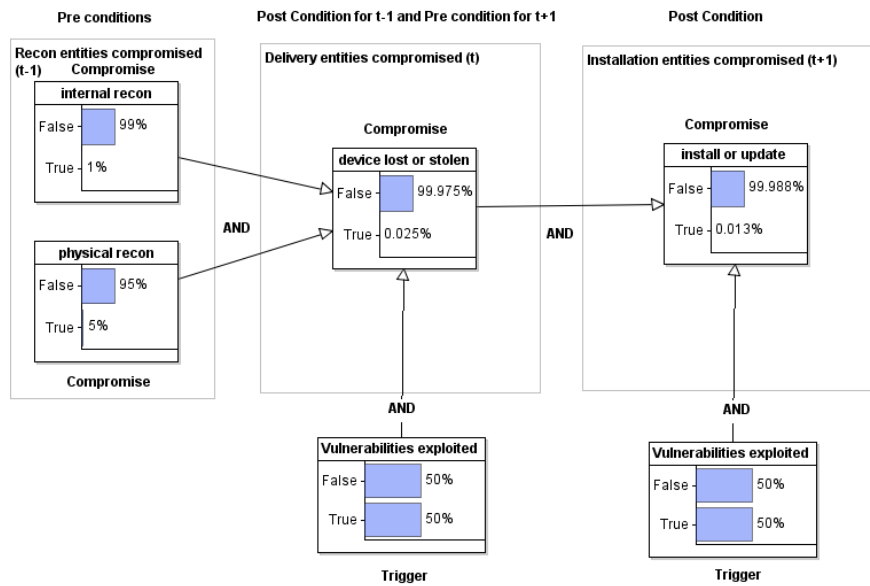 Pre conditions
Post Condition for t-1 and Pre condition for t+1
Post Condition
Recon entities compromised
(t-1)
Compromise
internal recon
False
99%
True
1%
physical recon
False
95%
True
5%
Compromise
AND
Delivery entities compromised (t)
Compromise
device lost or stolen
False
99.975%
True
0.025%
AND
Installation entities compromised (t+1)
Compromise
install or update
False
99.988%
True
0.013%
AND
Vulnerabilities exploited
False
50%
True
50%
Trigger
AND
Vulnerabilities exploited
False
50%
True
50%
Trigger